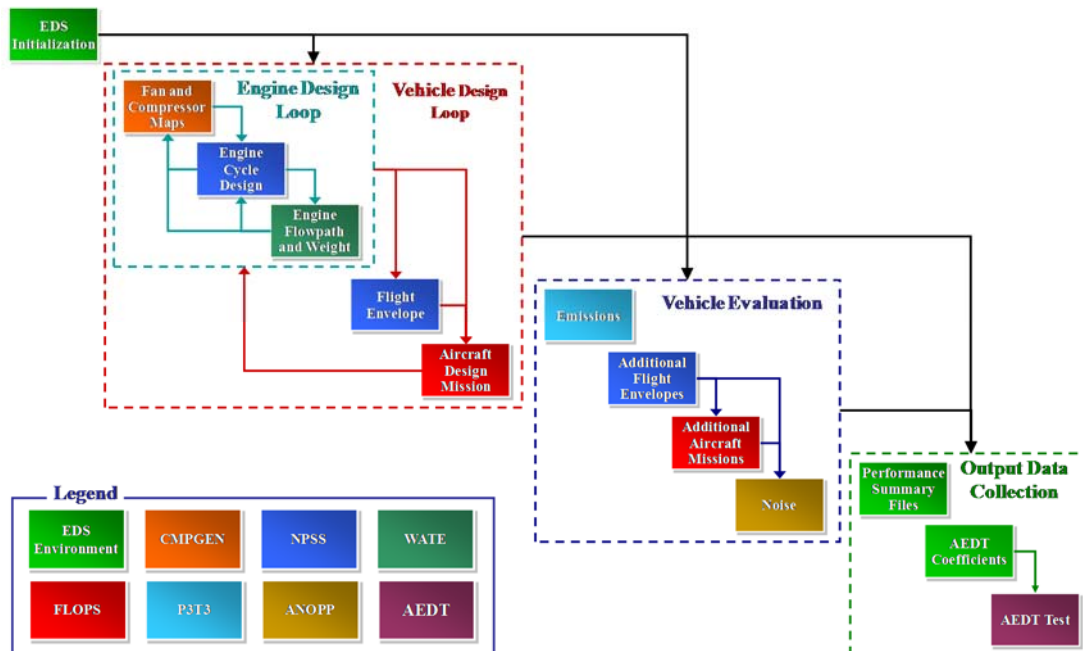 EDS
Initialization
Engine Design
Loop
Vehicle Design
Loop
Fan and
Compressor
Maps
Engine
Cycle
Design
Engine
Flowpath
and Weight
Flight
Envelope
Aircraft
Design
Mission
Vehicle Evaluation
Emissions
Additional
Flight
Envelopes
Additional
Aircraft
Missions
Noise
Output Data
Collection
Performance
Summary
Files
AEDT
Coefficients
AEDT Test
Legend
EDS
Environment
CMPGEN
NPSS
WATE
FLOPS
P3T3
ANOPP
AEDT